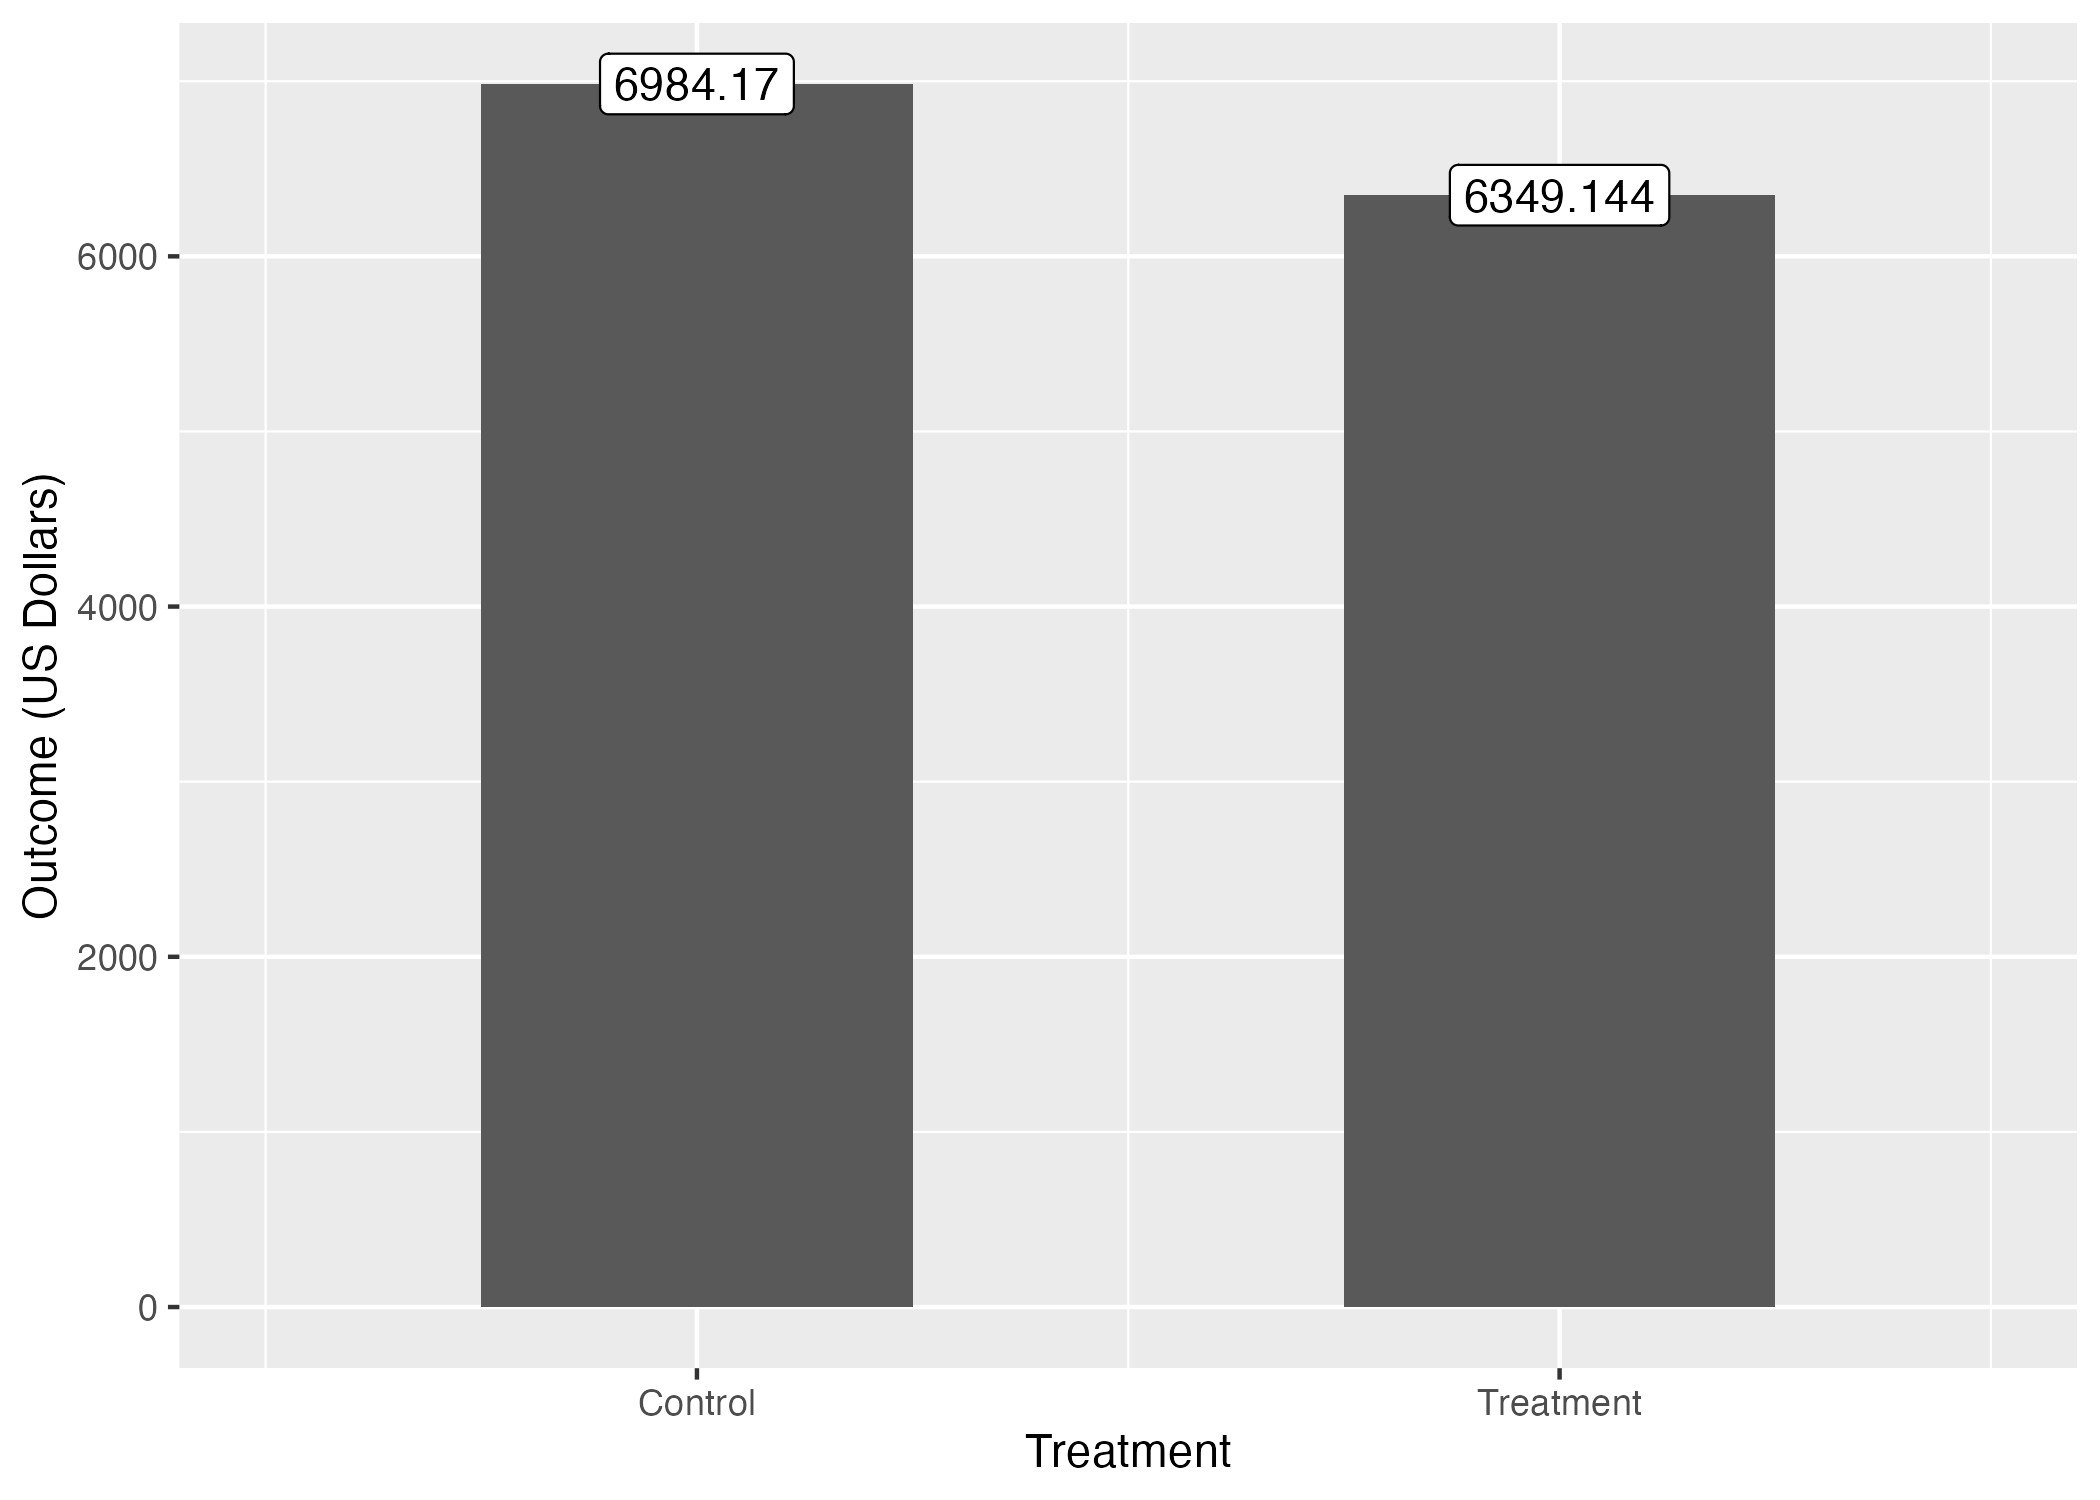 6984.17
6349.144
6000
4000
2000
0
Outcome (US Dollars)
Control
Treatment
Treatment